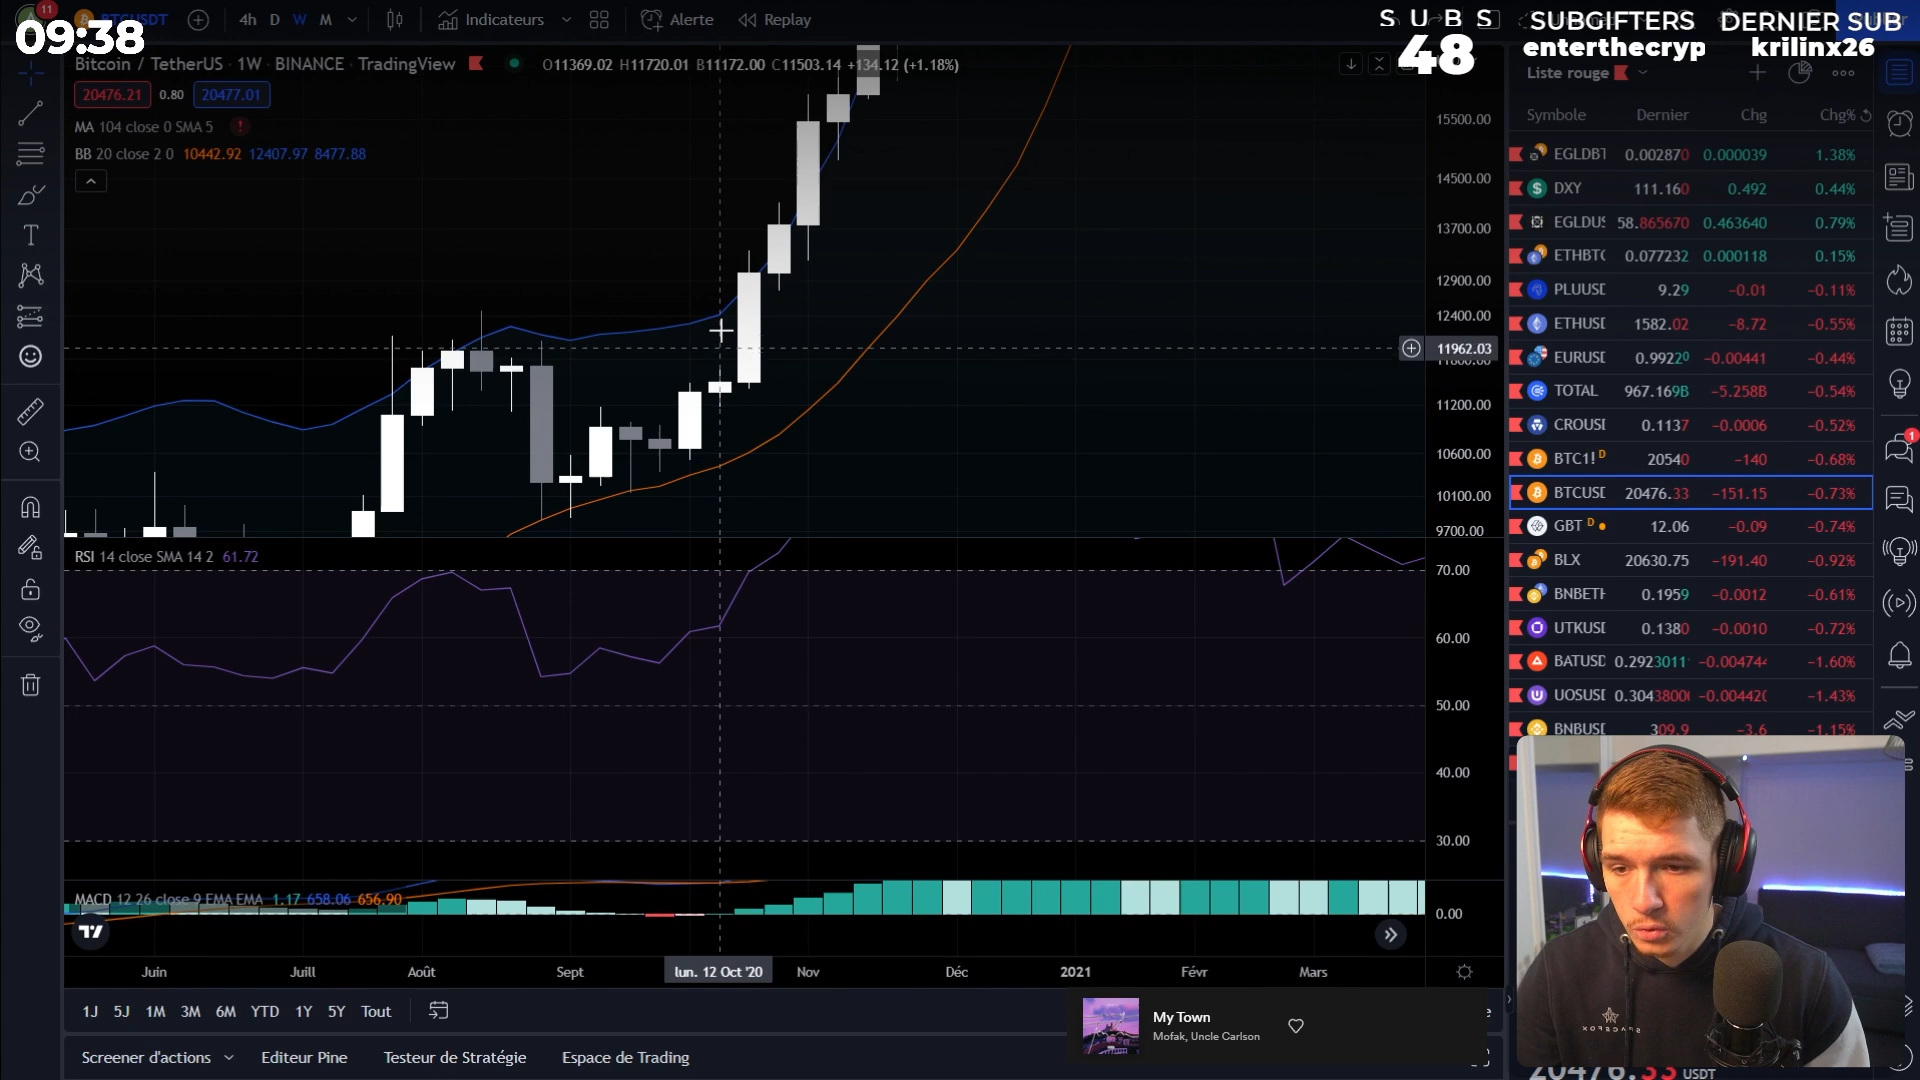 11
BTCUSDT
4h D W M
Indicateurs
Alerte
Replay
09:38
SUBS
48
SUBGIFTERS
enterthecryp
DERNIER SUB
krilinx26
Bitcoin / TetherUS · 1W · BINANCE · TradingView
O11369.02 H11720.01 B11172.00 C11503.14 +134.12 (+1.18%)
20476.21 0.80 20477.01
MA 104 close 0 SMA 5
BB 20 close 2 0 10442.92 12407.97 8477.88
15500.00
14500.00
13700.00
12900.00
12400.00
11962.03
11800.00
11200.00
10600.00
10100.00
9700.00
RSI 14 close SMA 14 2 61.72
70.00
60.00
50.00
40.00
30.00
MACD 12 26 close 9 EMA EMA 1.17 658.06 656.90
0.00
Juin Juill Août Sept lun. 12 Oct '20 Nov Déc 2021 Févr Mars
1J 5J 1M 3M 6M YTD 1Y 5Y Tout
Screener d'actions Editeur Pine Testeur de Stratégie Espace de Trading
My Town
Mofak, Uncle Carlson
Liste rouge
Symbole Dernier Chg Chg%
EGLDBT 0.002870 0.000039 1.38%
DXY 111.160 0.492 0.44%
EGLDUS 58.865670 0.463640 0.79%
ETHBTC 0.077232 0.000118 0.15%
PLUUSD 9.29 −0.01 −0.11%
ETHUSD 1582.02 −8.72 −0.55%
EURUSD 0.99220 −0.00441 −0.44%
TOTAL 967.169B −5.258B −0.54%
CROUSD 0.1137 −0.0006 −0.52%
BTC1! D 20540 −140 −0.68%
BTCUSD 20476.33 −151.15 −0.73%
GBT D 12.06 −0.09 −0.74%
BLX 20630.75 −191.40 −0.92%
BNBETH 0.1959 −0.0012 −0.61%
UTKUSD 0.1380 −0.0010 −0.72%
BATUSD 0.2923011 −0.004744 −1.60%
UOSUSD 0.3043800 −0.004420 −1.43%
BNBUSD 309.9 −3.6 −1.15%
1
SPACEFOX
20476.33 USDT